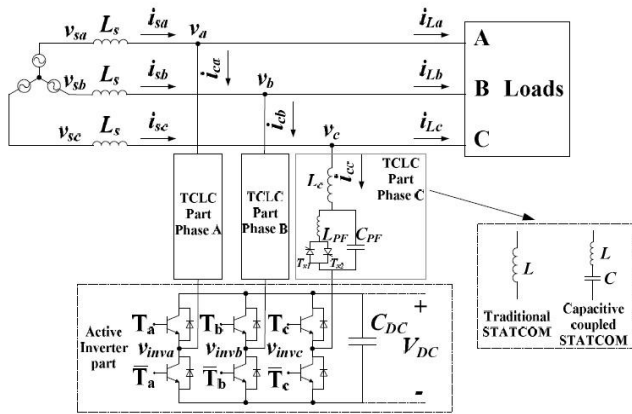 v_sa L_s i_sa v_a i_La A
i_ca
v_sb L_s i_sb v_b i_Lb B Loads
i_cb
v_sc L_s i_sc v_c i_Lc C
TCLC
Part
Phase A
TCLC
Part
Phase B
L_c i_cc
TCLC
Part
Phase C
L_PF C_PF
T_x1 T_x2
L
Traditional
STATCOM
L
C
Capacitive
coupled
STATCOM
Active
Inverter
part
T_a T_b T_c
v_inva v_invb v_invc
T̅_a T̅_b T̅_c
C_DC
+
V_DC
-